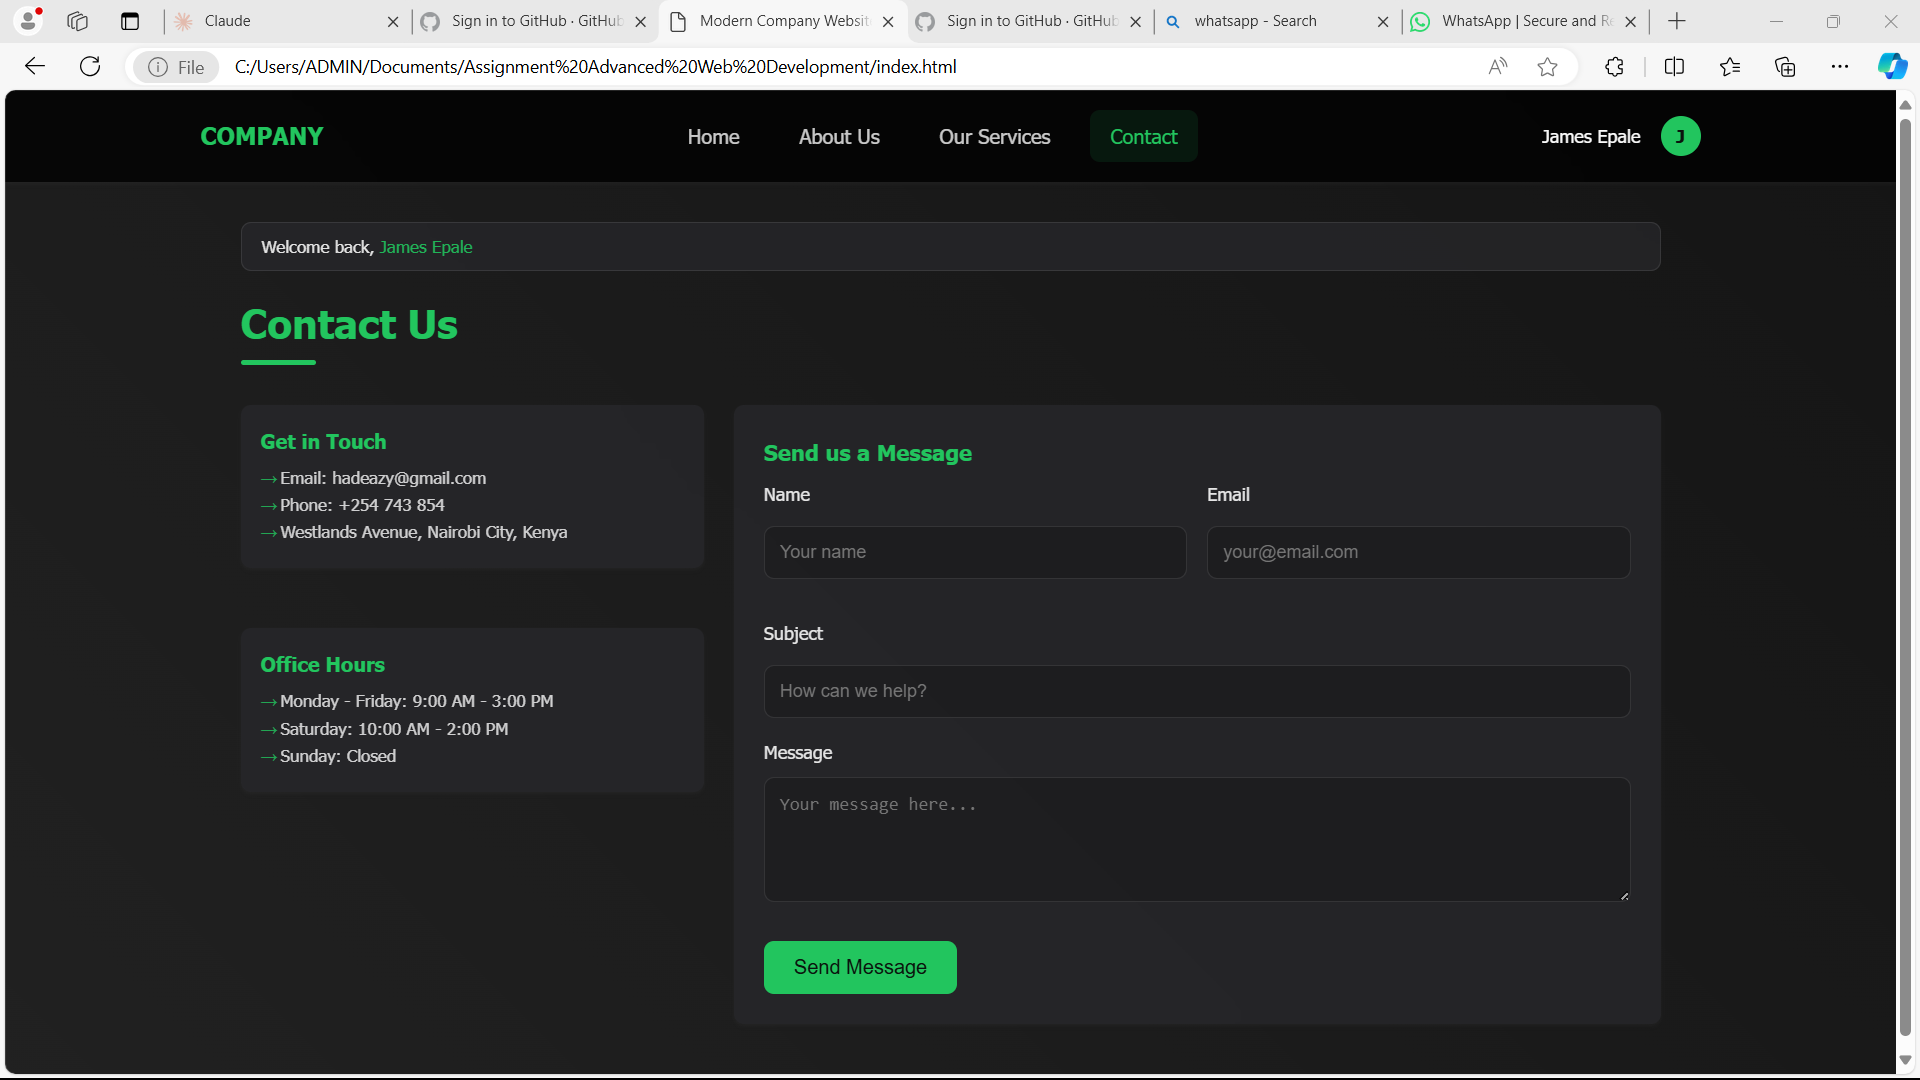 Claude
Sign in to GitHub · GitHub
Modern Company Websit
Sign in to GitHub · GitHub
whatsapp - Search
WhatsApp | Secure and Re
File
C:/Users/ADMIN/Documents/Assignment%20Advanced%20Web%20Development/index.html
COMPANY
Home
About Us
Our Services
Contact
James Epale
J
Welcome back, James Epale
Contact Us
Get in Touch
→Email: hadeazy@gmail.com
→Phone: +254 743 854
→Westlands Avenue, Nairobi City, Kenya
Office Hours
→Monday - Friday: 9:00 AM - 3:00 PM
→Saturday: 10:00 AM - 2:00 PM
→Sunday: Closed
Send us a Message
Name
Email
Your name
your@email.com
Subject
How can we help?
Message
Your message here...
Send Message